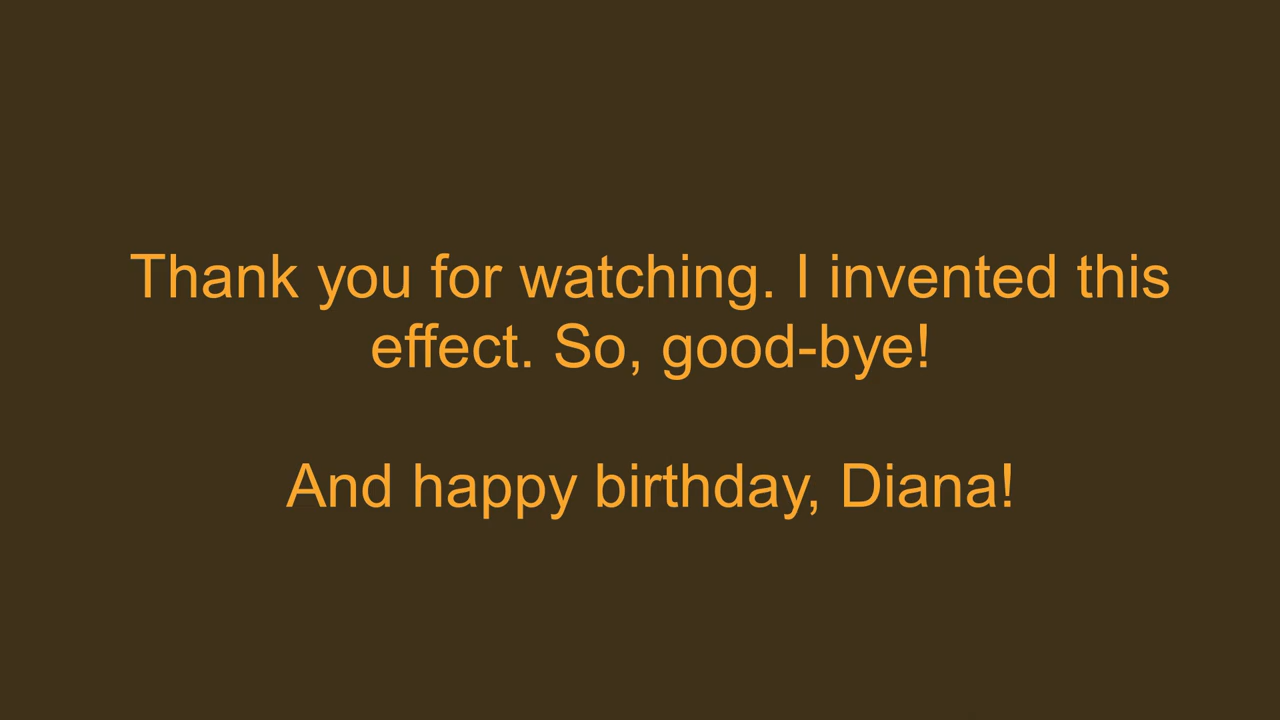 Thank you for watching. I invented this
effect. So, good-bye!
And happy birthday, Diana!